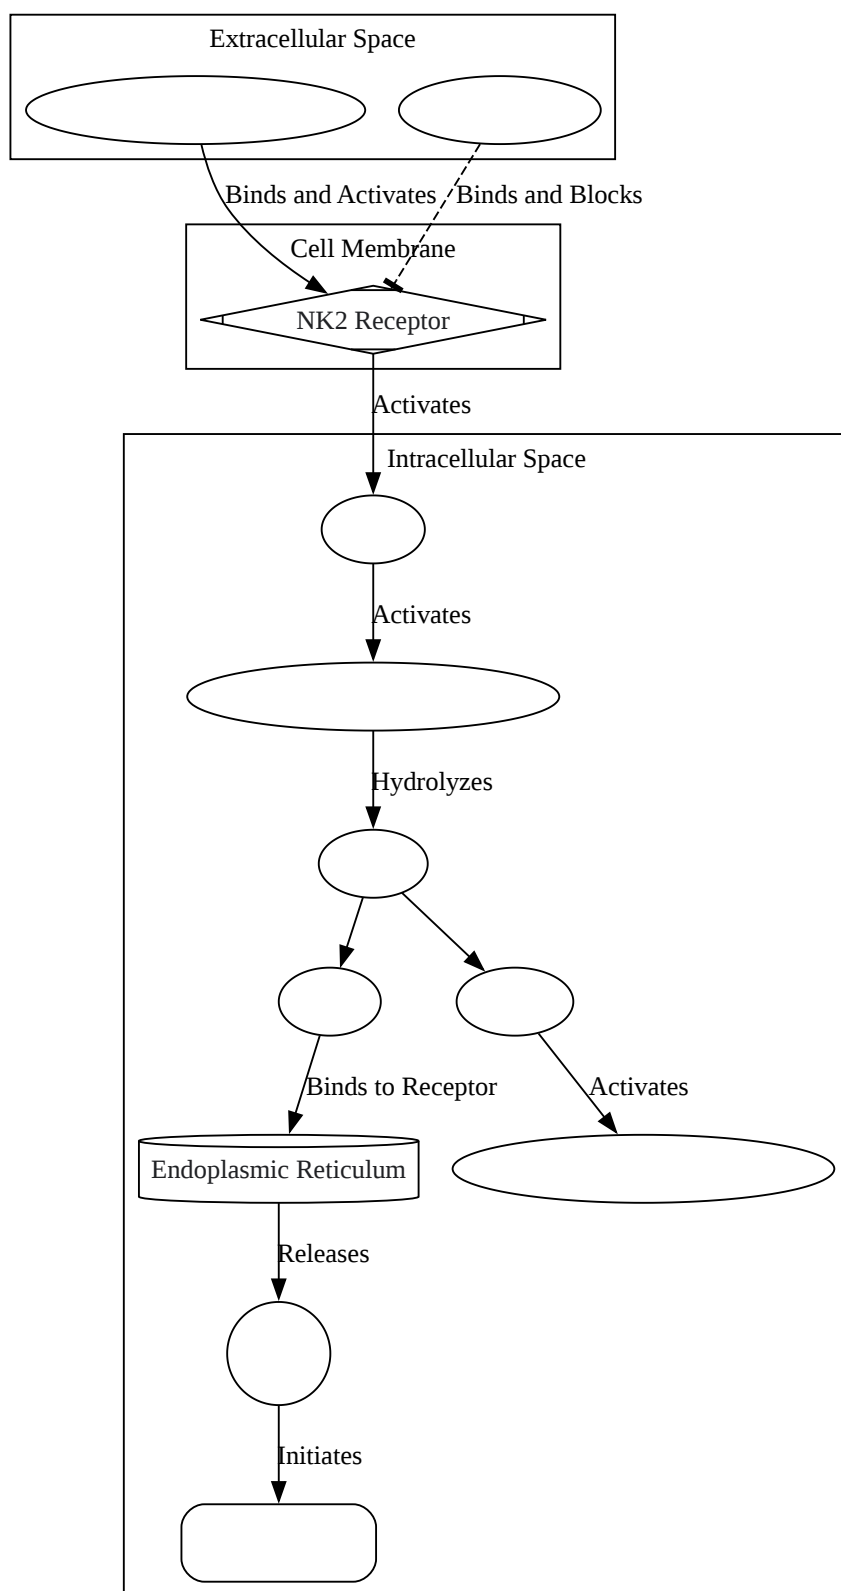 Extracellular Space
Binds and Activates
Binds and Blocks
Cell Membrane
NK2 Receptor
Activates
Intracellular Space
Activates
Hydrolyzes
Binds to Receptor
Activates
Endoplasmic Reticulum
Releases
Initiates